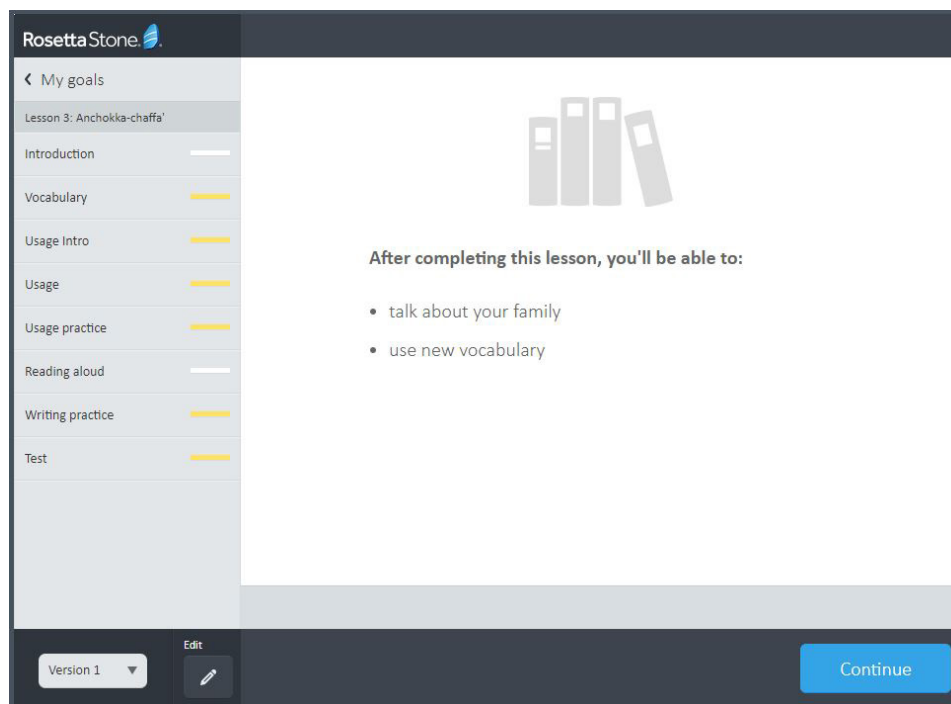 RosettaStone.
My goals
Lesson 3: Anchokka-chaffa'
Introduction
Vocabulary
Usage Intro
Usage
Usage practice
Reading aloud
Writing practice
Test
After completing this lesson, you'll be able to:
• talk about your family
• use new vocabulary
Version 1
Edit
Continue